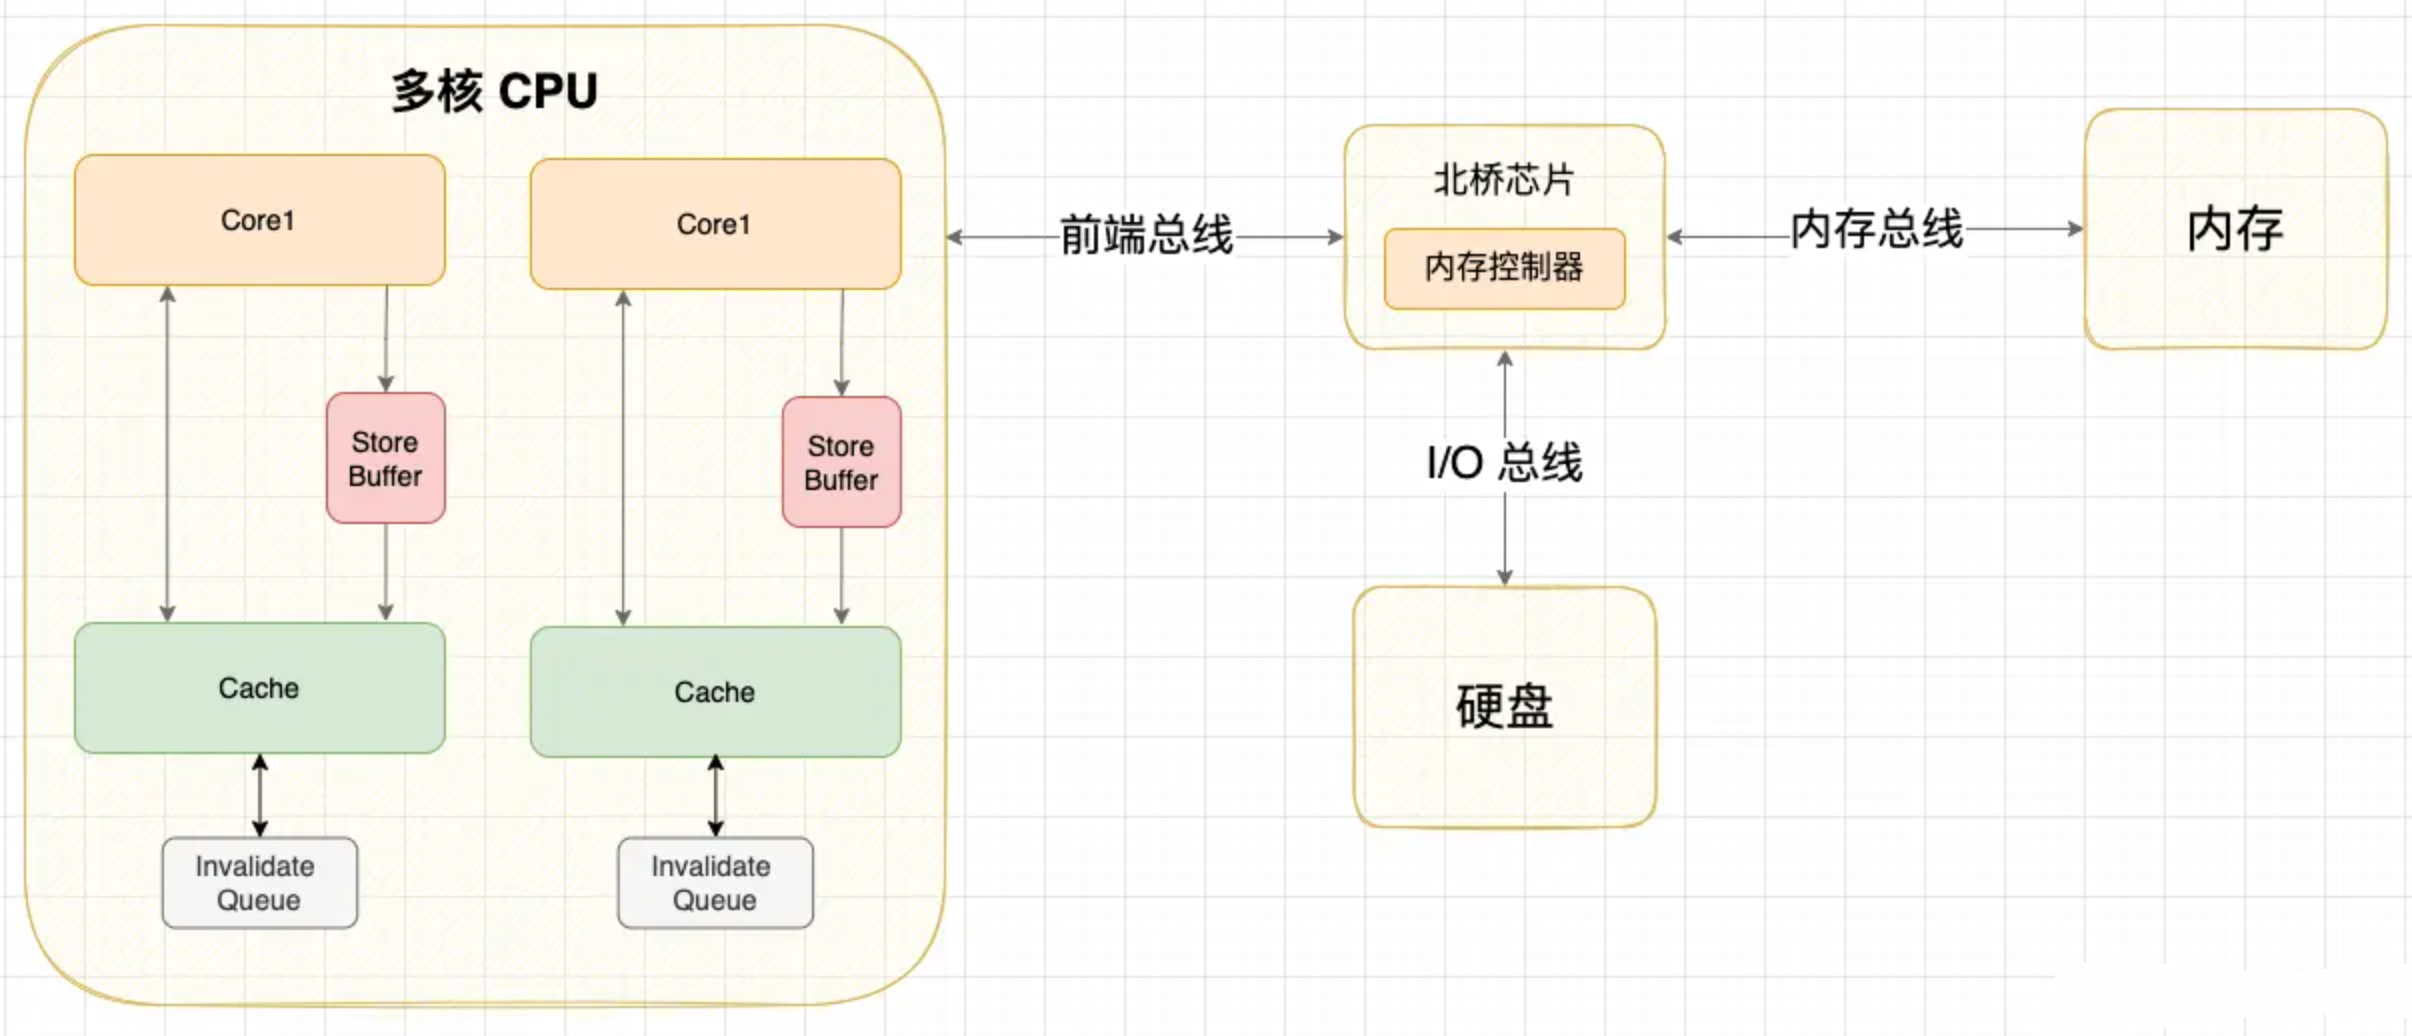 多核 CPU
Core1
Core1
Store
Buffer
Store
Buffer
Cache
Cache
Invalidate
Queue
Invalidate
Queue
前端总线
北桥芯片
内存控制器
内存总线
内存
I/O 总线
硬盘